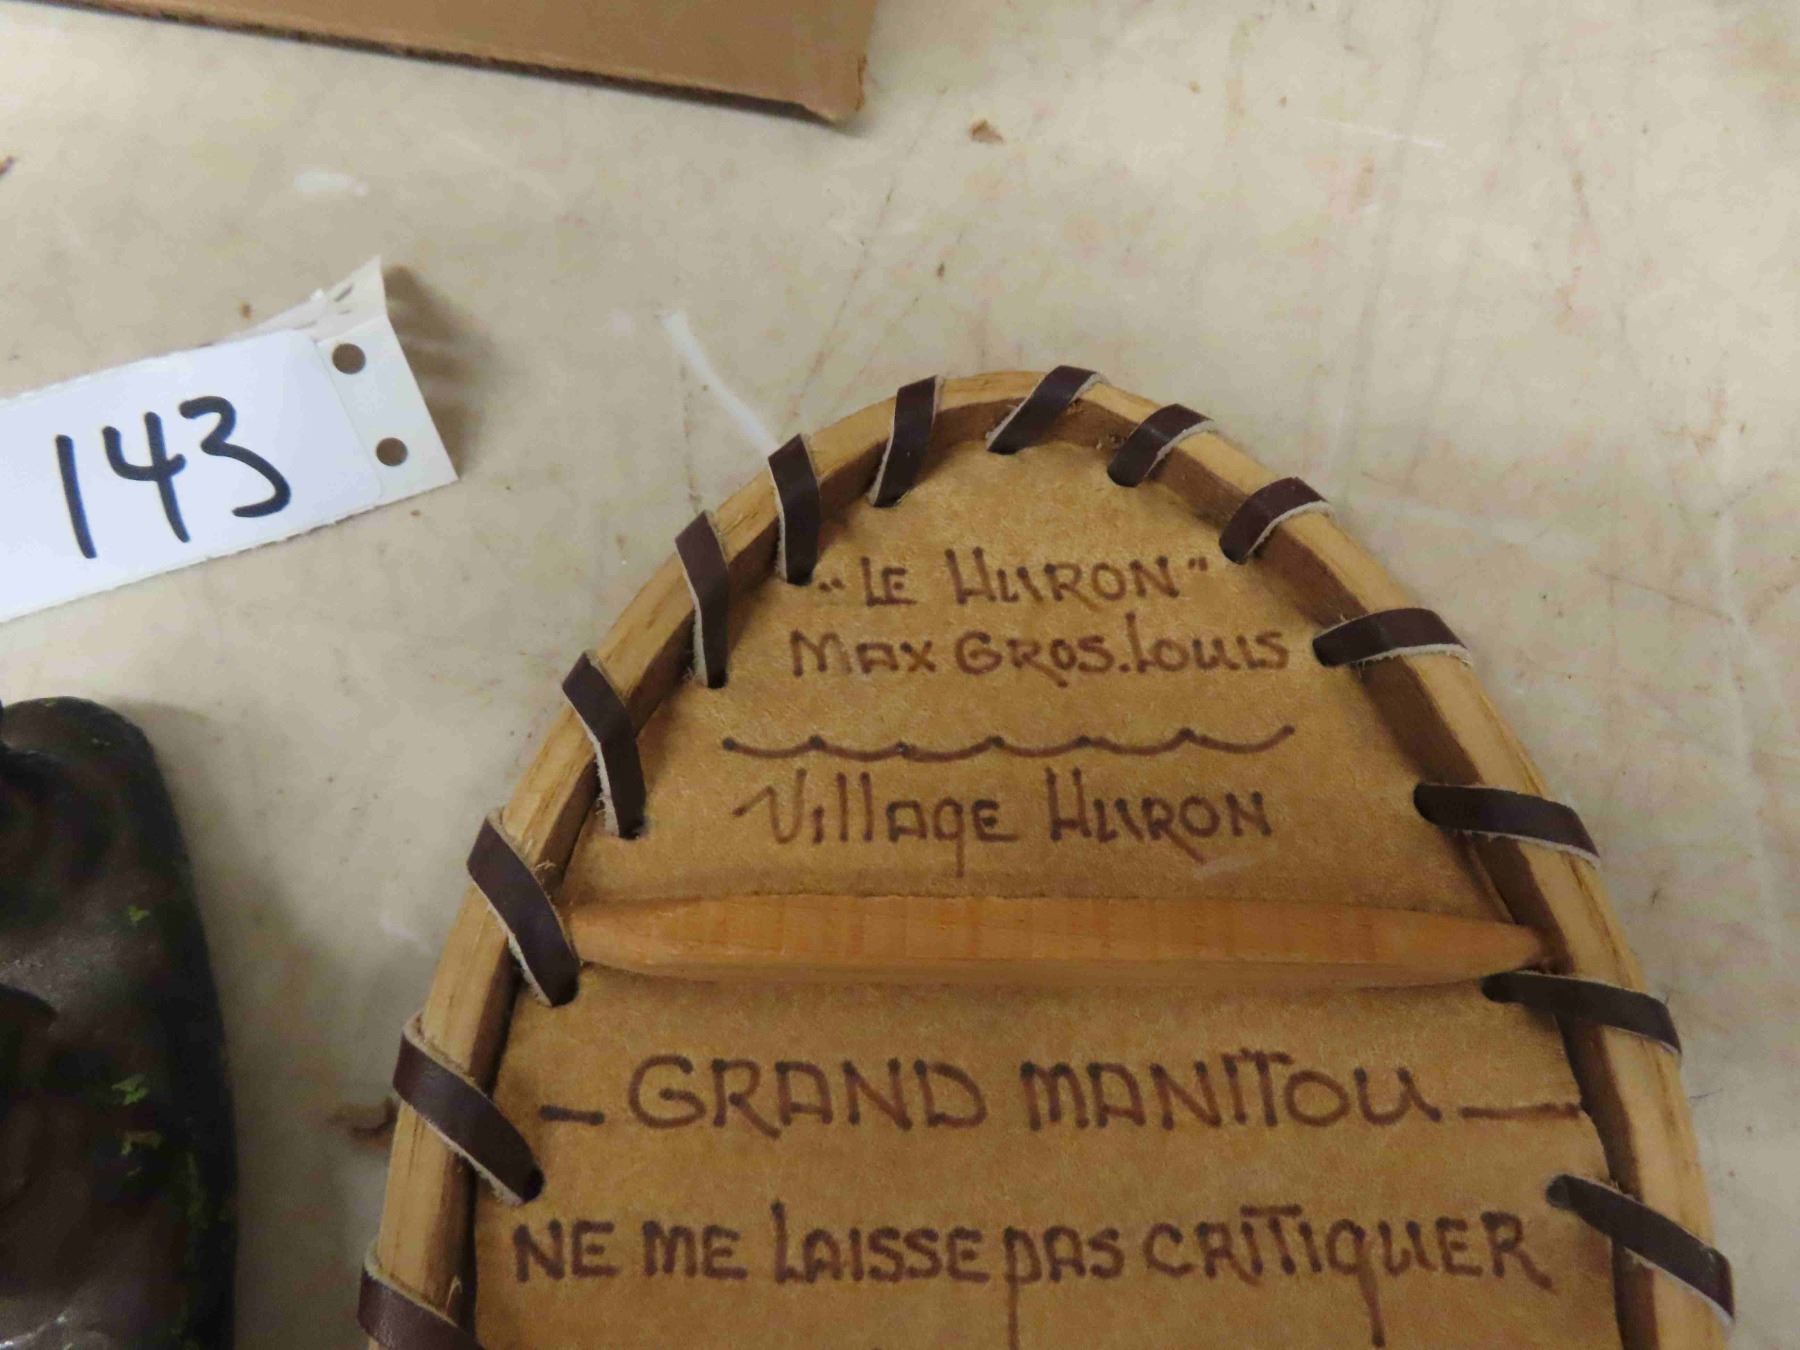 143
"LE HURON"
MAX GROS.LOUIS
Village HURON
- GRAND MANITOU -
NE ME LAISSE PAS CRITIQUER